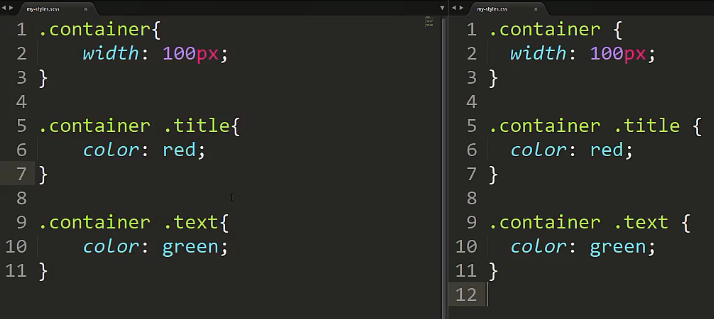 my-styles.scss
1 .container{
2     width: 100px;
3 }
4
5 .container .title{
6     color: red;
7 }
8
9 .container .text{
10     color: green;
11 }
my-styles.css
1 .container {
2   width: 100px;
3 }
4
5 .container .title {
6   color: red;
7 }
8
9 .container .text {
10   color: green;
11 }
12